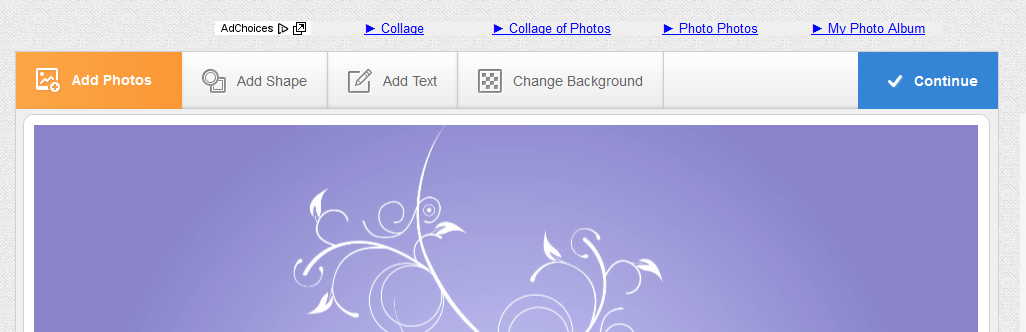 AdChoices ► Collage ► Collage of Photos ► Photo Photos ► My Photo Album
Add Photos Add Shape Add Text Change Background Continue